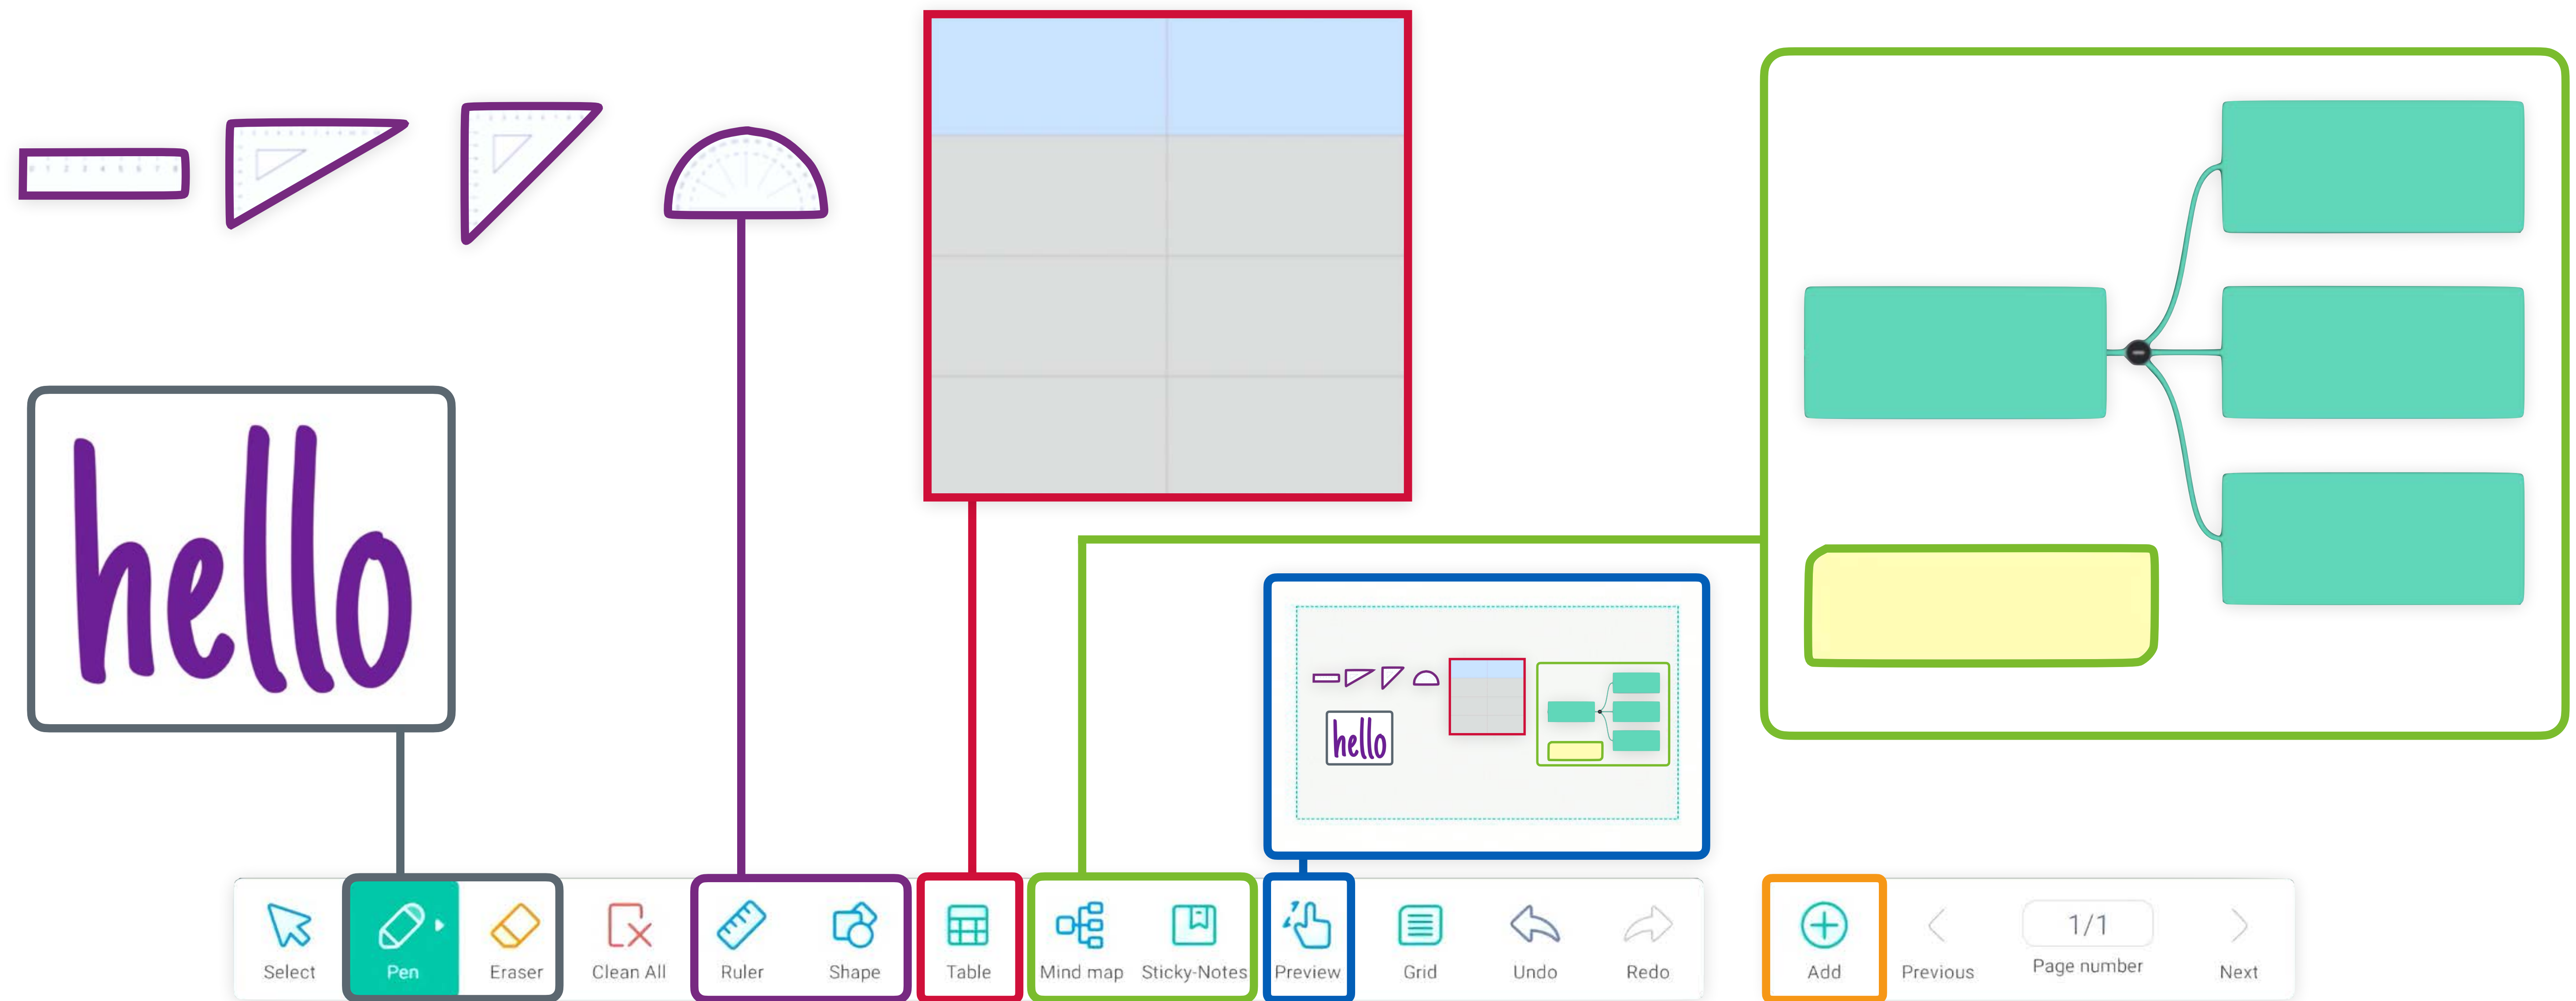 hello
hello
Select
Pen
Eraser
Clean All
Ruler
Shape
Table
Mind map
Sticky-Notes
Preview
Grid
Undo
Redo
Add
Previous
1/1
Page number
Next